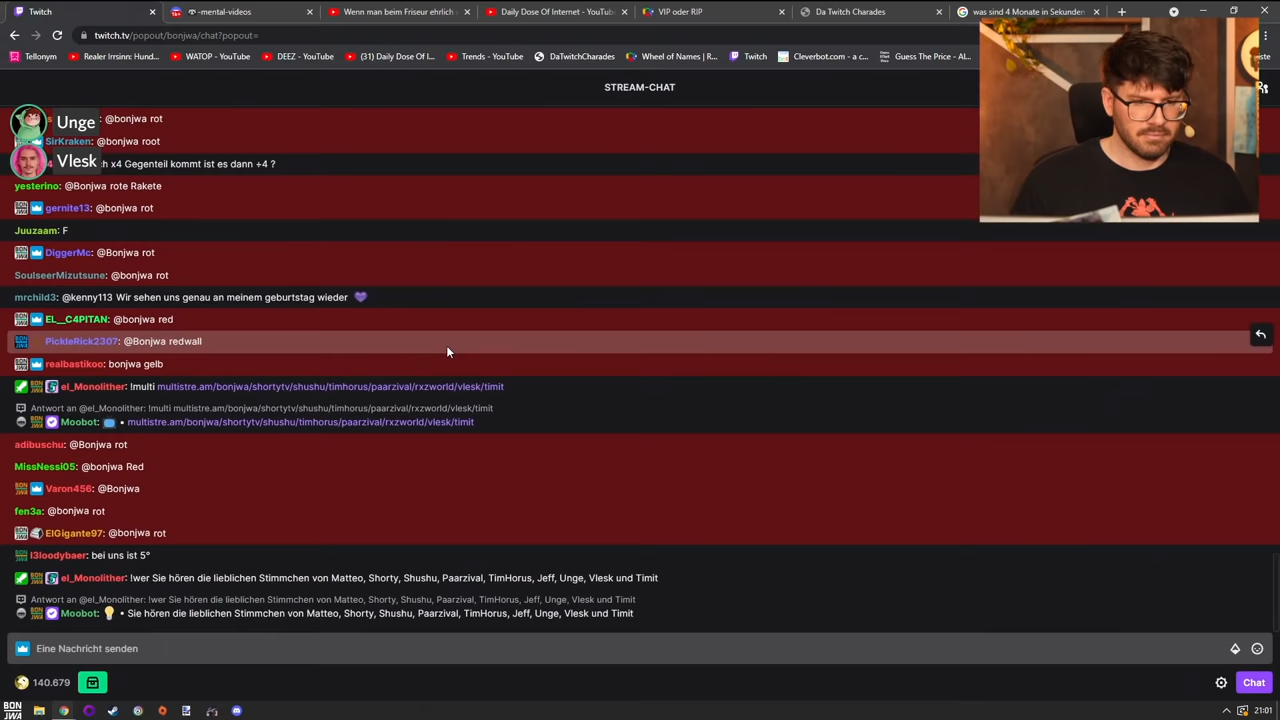 Twitch
-mental-videos
Wenn man beim Friseur ehrlich
Daily Dose Of Internet - YouTub
VIP oder RIP
Da Twitch Charades
was sind 4 Monate in Sekunden
twitch.tv/popout/bonjwa/chat?popout=
Tellonym
Realer Irrsinn: Hund...
WATOP - YouTube
DEEZ - YouTube
(31) Daily Dose Of I...
Trends - YouTube
DaTwitchCharades
Wheel of Names | R...
Twitch
Cleverbot.com - a c...
Guess The Price - AL...
STREAM-CHAT
@bonjwa rot
Unge
SirKraken: @bonjwa root
Vlesk
x4 Gegenteil kommt ist es dann ÷4 ?
yesterino: @Bonjwa rote Rakete
gernite13: @bonjwa rot
Juuzaam: F
DiggerMc: @Bonjwa rot
SoulseerMizutsune: @bonjwa rot
mrchild3: @kenny113 Wir sehen uns genau an meinem geburtstag wieder
EL__C4PITAN: @bonjwa red
PickleRick2307: @Bonjwa redwall
realbastikoo: bonjwa gelb
el_Monolither: !multi multistre.am/bonjwa/shortytv/shushu/timhorus/paarzival/rxzworld/vlesk/timit
Antwort an @el_Monolither: !multi multistre.am/bonjwa/shortytv/shushu/timhorus/paarzival/rxzworld/vlesk/timit
Moobot: • multistre.am/bonjwa/shortytv/shushu/timhorus/paarzival/rxzworld/vlesk/timit
adibuschu: @Bonjwa rot
MissNessi05: @bonjwa Red
Varon456: @Bonjwa
fen3a: @bonjwa rot
ElGigante97: @bonjwa rot
l3loodybaer: bei uns ist 5°
el_Monolither: !wer Sie hören die lieblichen Stimmchen von Matteo, Shorty, Shushu, Paarzival, TimHorus, Jeff, Unge, Vlesk und Timit
Antwort an @el_Monolither: !wer Sie hören die lieblichen Stimmchen von Matteo, Shorty, Shushu, Paarzival, TimHorus, Jeff, Unge, Vlesk und Timit
Moobot: • Sie hören die lieblichen Stimmchen von Matteo, Shorty, Shushu, Paarzival, TimHorus, Jeff, Unge, Vlesk und Timit
Eine Nachricht senden
140.679
Chat
BON
JWA
21:01